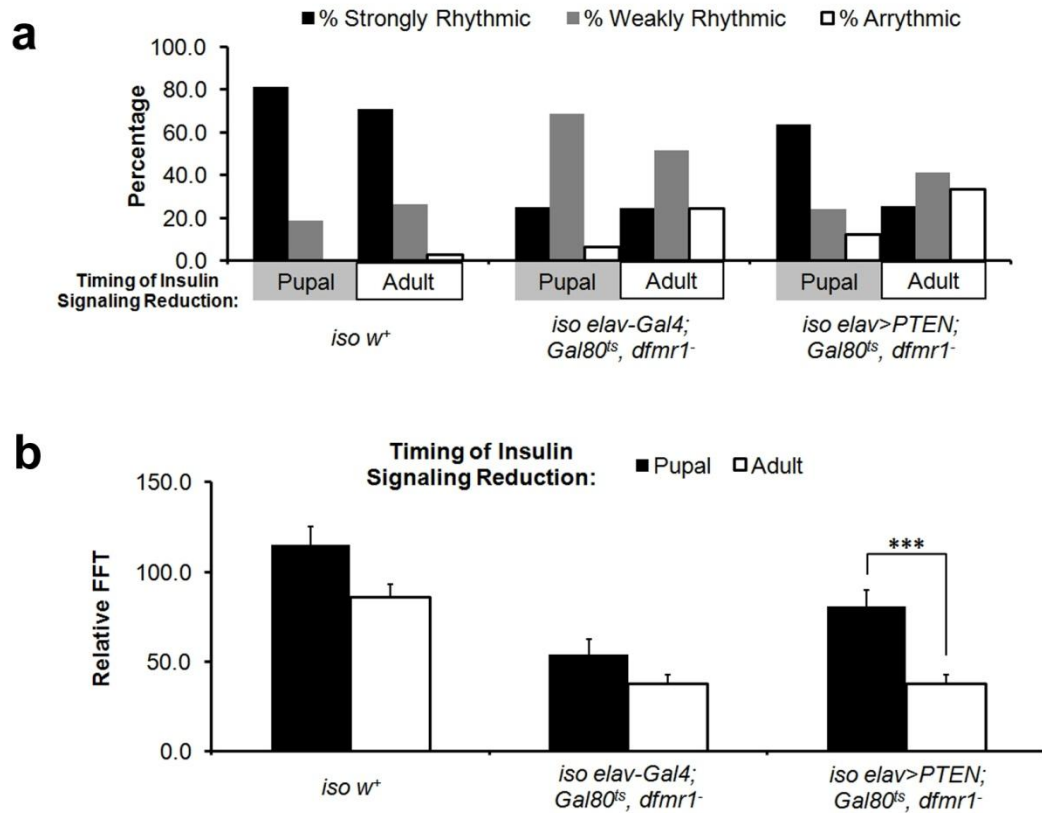 a
% Strongly Rhythmic % Weakly Rhythmic % Arrythmic
100.0
80.0
60.0
40.0
20.0
0.0
Percentage
Timing of Insulin
Signaling Reduction:
Pupal Adult Pupal Adult Pupal Adult
iso w+
iso elav-Gal4;
Gal80ts, dfmr1-
iso elav>PTEN;
Gal80ts, dfmr1-
b
Timing of Insulin
Signaling Reduction:
Pupal Adult
150.0
100.0
50.0
0.0
Relative FFT
***
iso w+
iso elav-Gal4;
Gal80ts, dfmr1-
iso elav>PTEN;
Gal80ts, dfmr1-